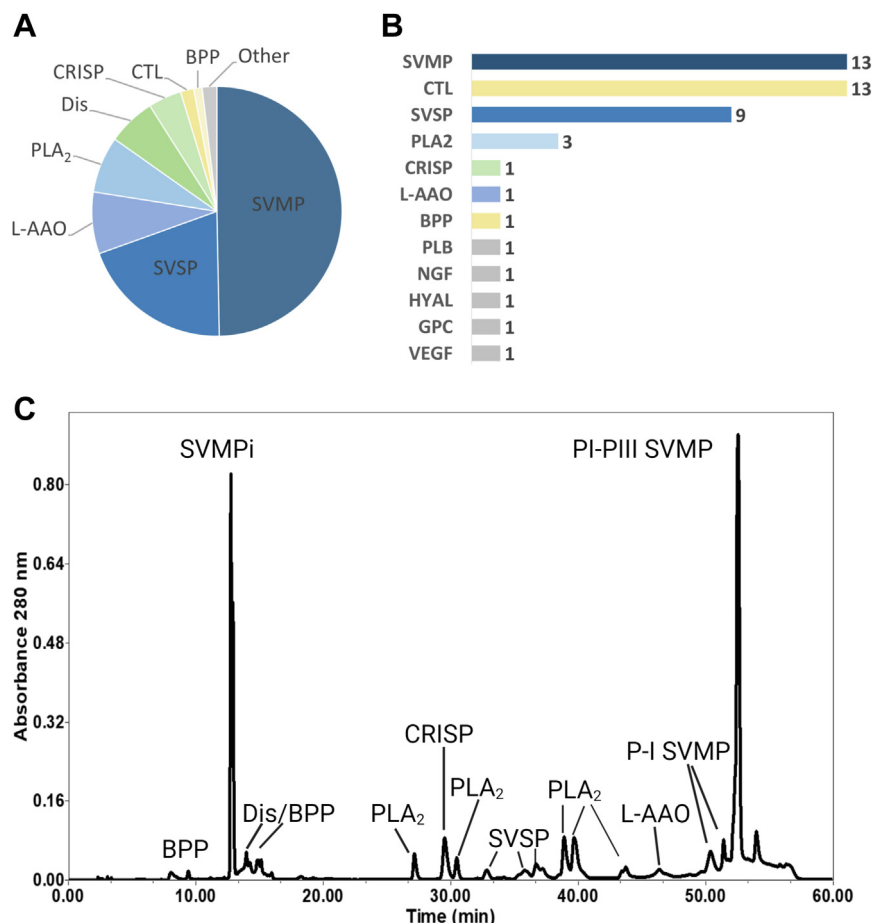 A
CRISP
CTL
BPP
Other
Dis
PLA₂
L-AAO
SVMP
SVSP
B
SVMP 13
CTL 13
SVSP 9
PLA2 3
CRISP 1
L-AAO 1
BPP 1
PLB 1
NGF 1
HYAL 1
GPC 1
VEGF 1
C
SVMPi
PI-PIII SVMP
0.80
0.64
0.48
0.32
0.16
0.00
Absorbance 280 nm
CRISP
P-I SVMP
PLA₂
PLA₂
Dis/BPP
PLA₂
L-AAO
SVSP
BPP
0.00 10.00 20.00 30.00 40.00 50.00 60.00
Time (min)